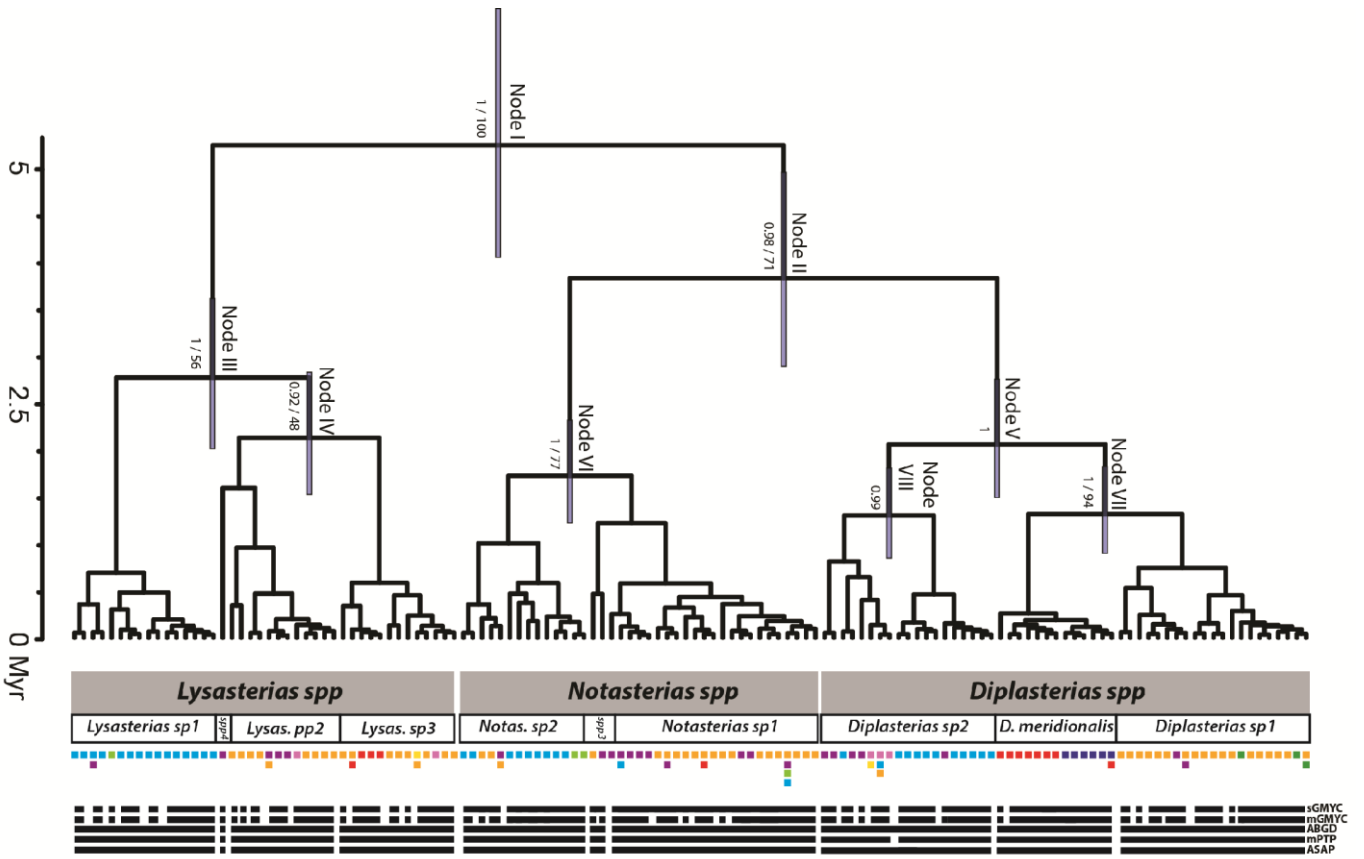 Node I
1 / 100
5
Node II
0.98 / 71
Node III
1 / 56
Node IV
0.92 / 48
2.5
Node V
1
Node VI
1 / 77
Node VII
1 / 94
Node
VIII
0.99
0 Myr
Lysasterias spp
Notasterias spp
Diplasterias spp
Lysasterias sp1
spp4
Lysas. pp2
Lysas. sp3
Notas. sp2
spp3
Notasterias sp1
Diplasterias sp2
D. meridionalis
Diplasterias sp1
sGMYC
mGMYC
ABGD
mPTP
ASAP